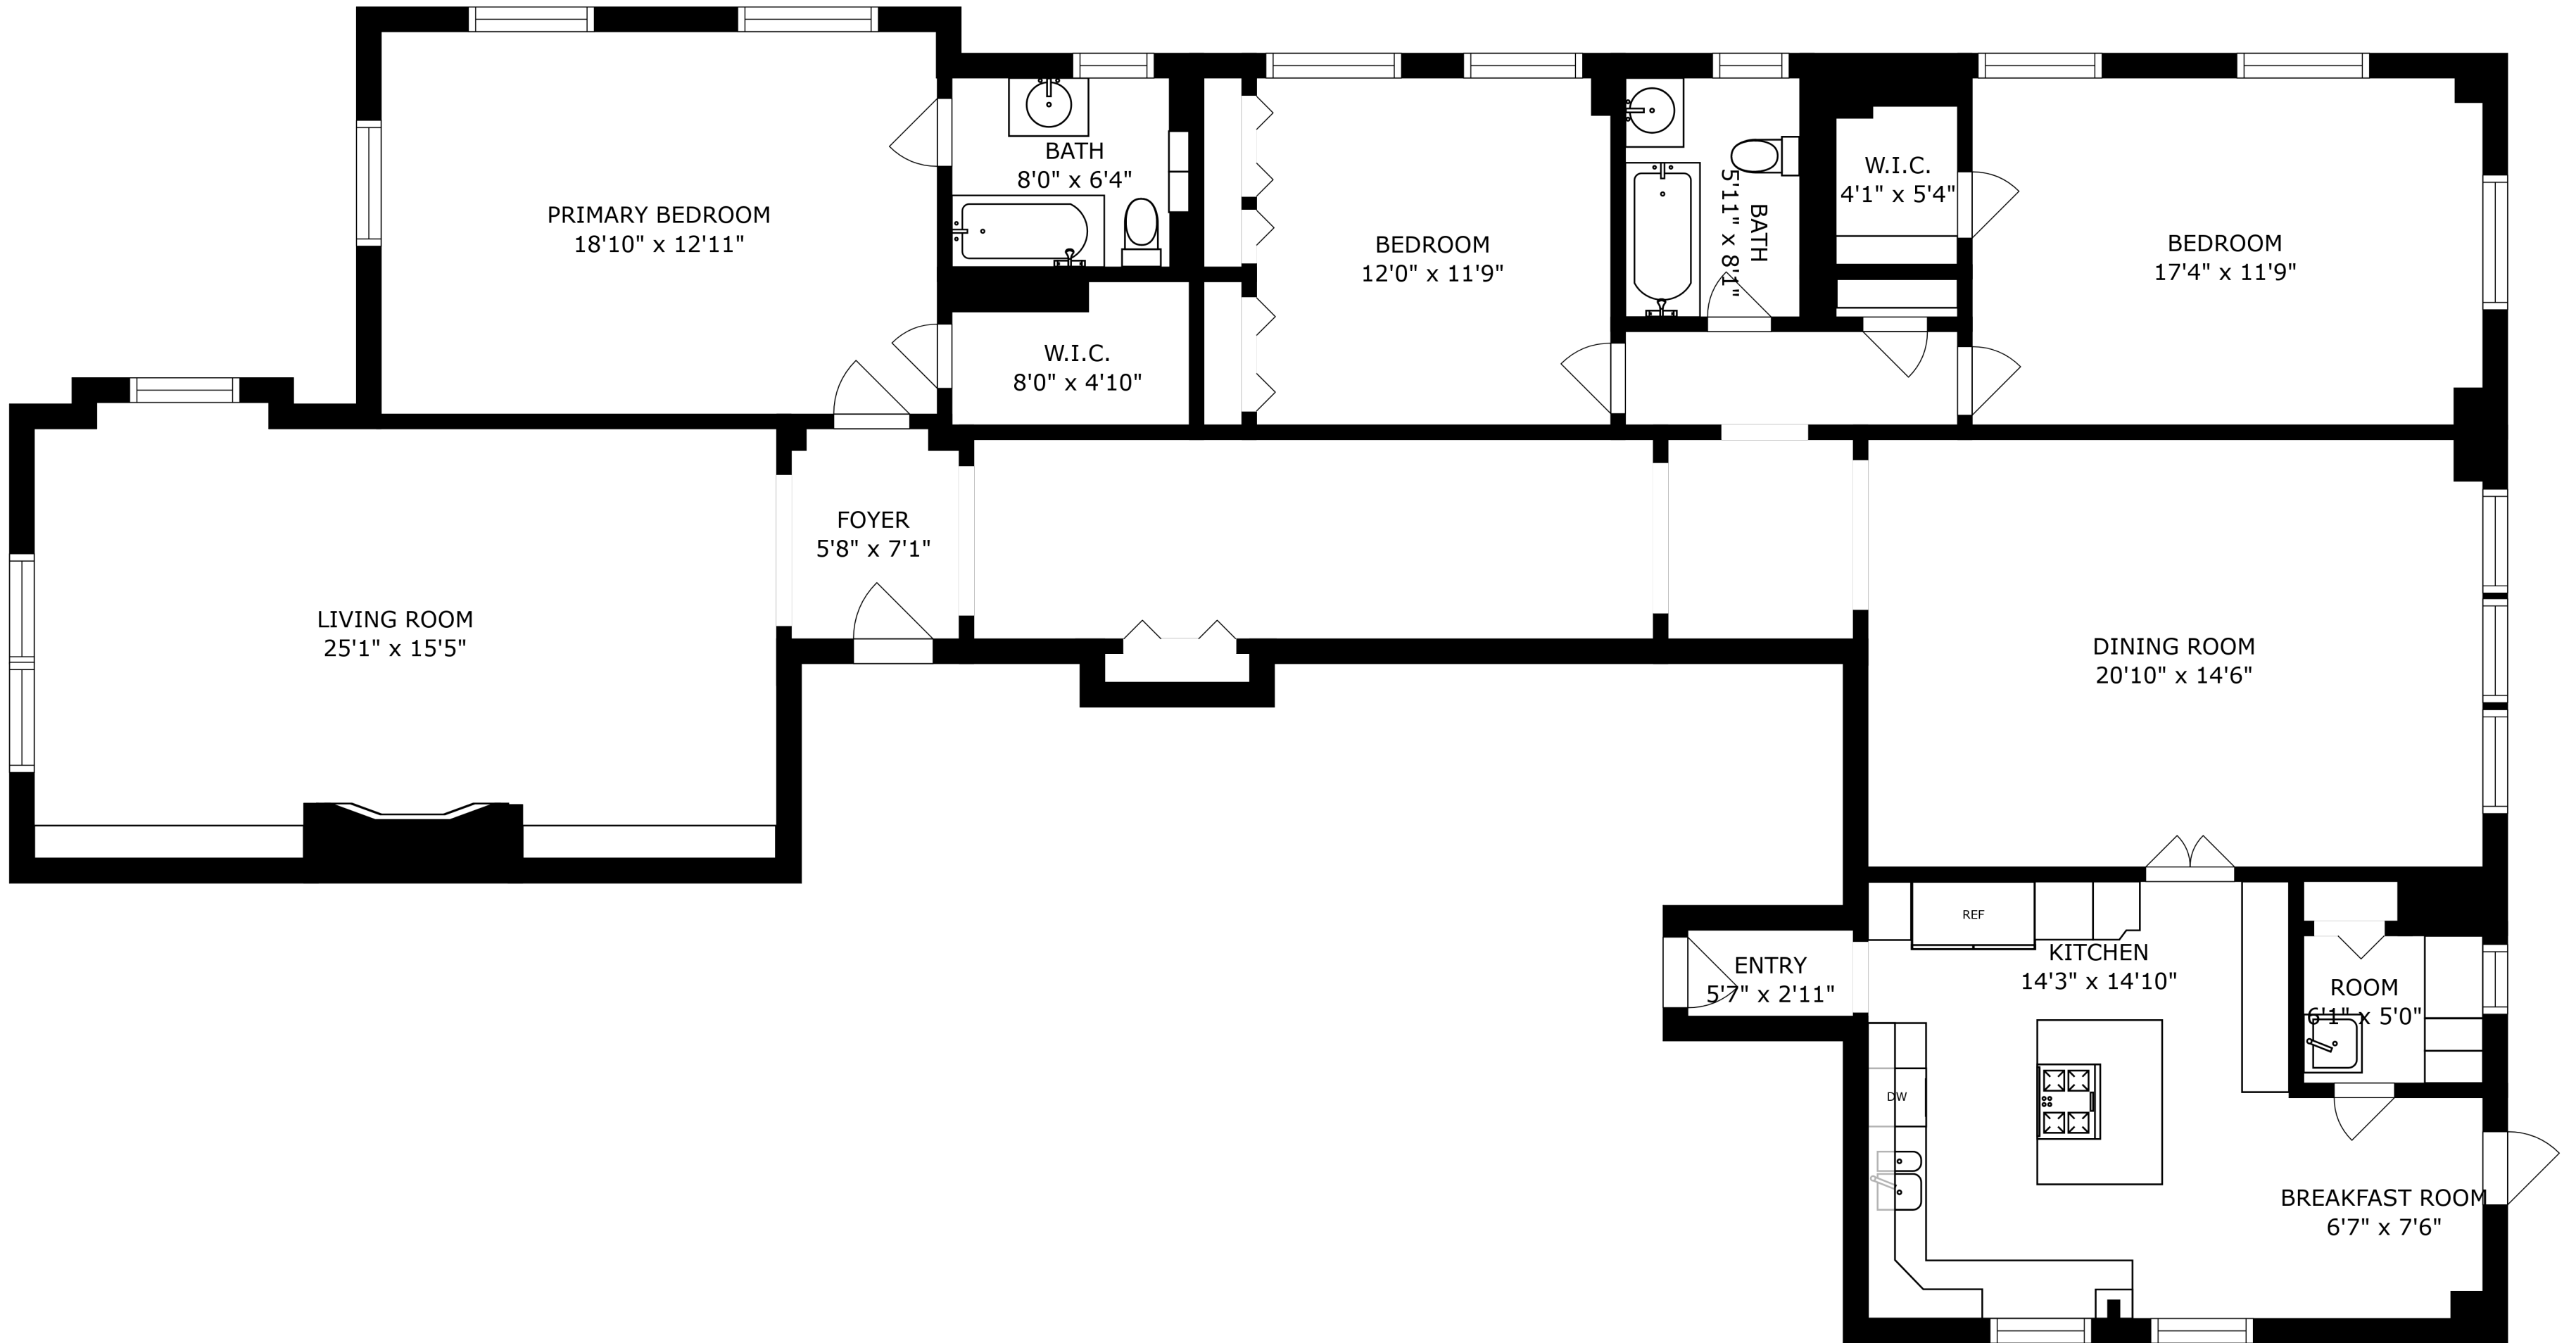 PRIMARY BEDROOM
18'10" x 12'11"
BATH
8'0" x 6'4"
W.I.C.
8'0" x 4'10"
BEDROOM
12'0" x 11'9"
BATH
5'11" x 8'1"
W.I.C.
4'1" x 5'4"
BEDROOM
17'4" x 11'9"
LIVING ROOM
25'1" x 15'5"
FOYER
5'8" x 7'1"
DINING ROOM
20'10" x 14'6"
ENTRY
5'7" x 2'11"
REF
KITCHEN
14'3" x 14'10"
ROOM
6'1" x 5'0"
DW
BREAKFAST ROOM
6'7" x 7'6"